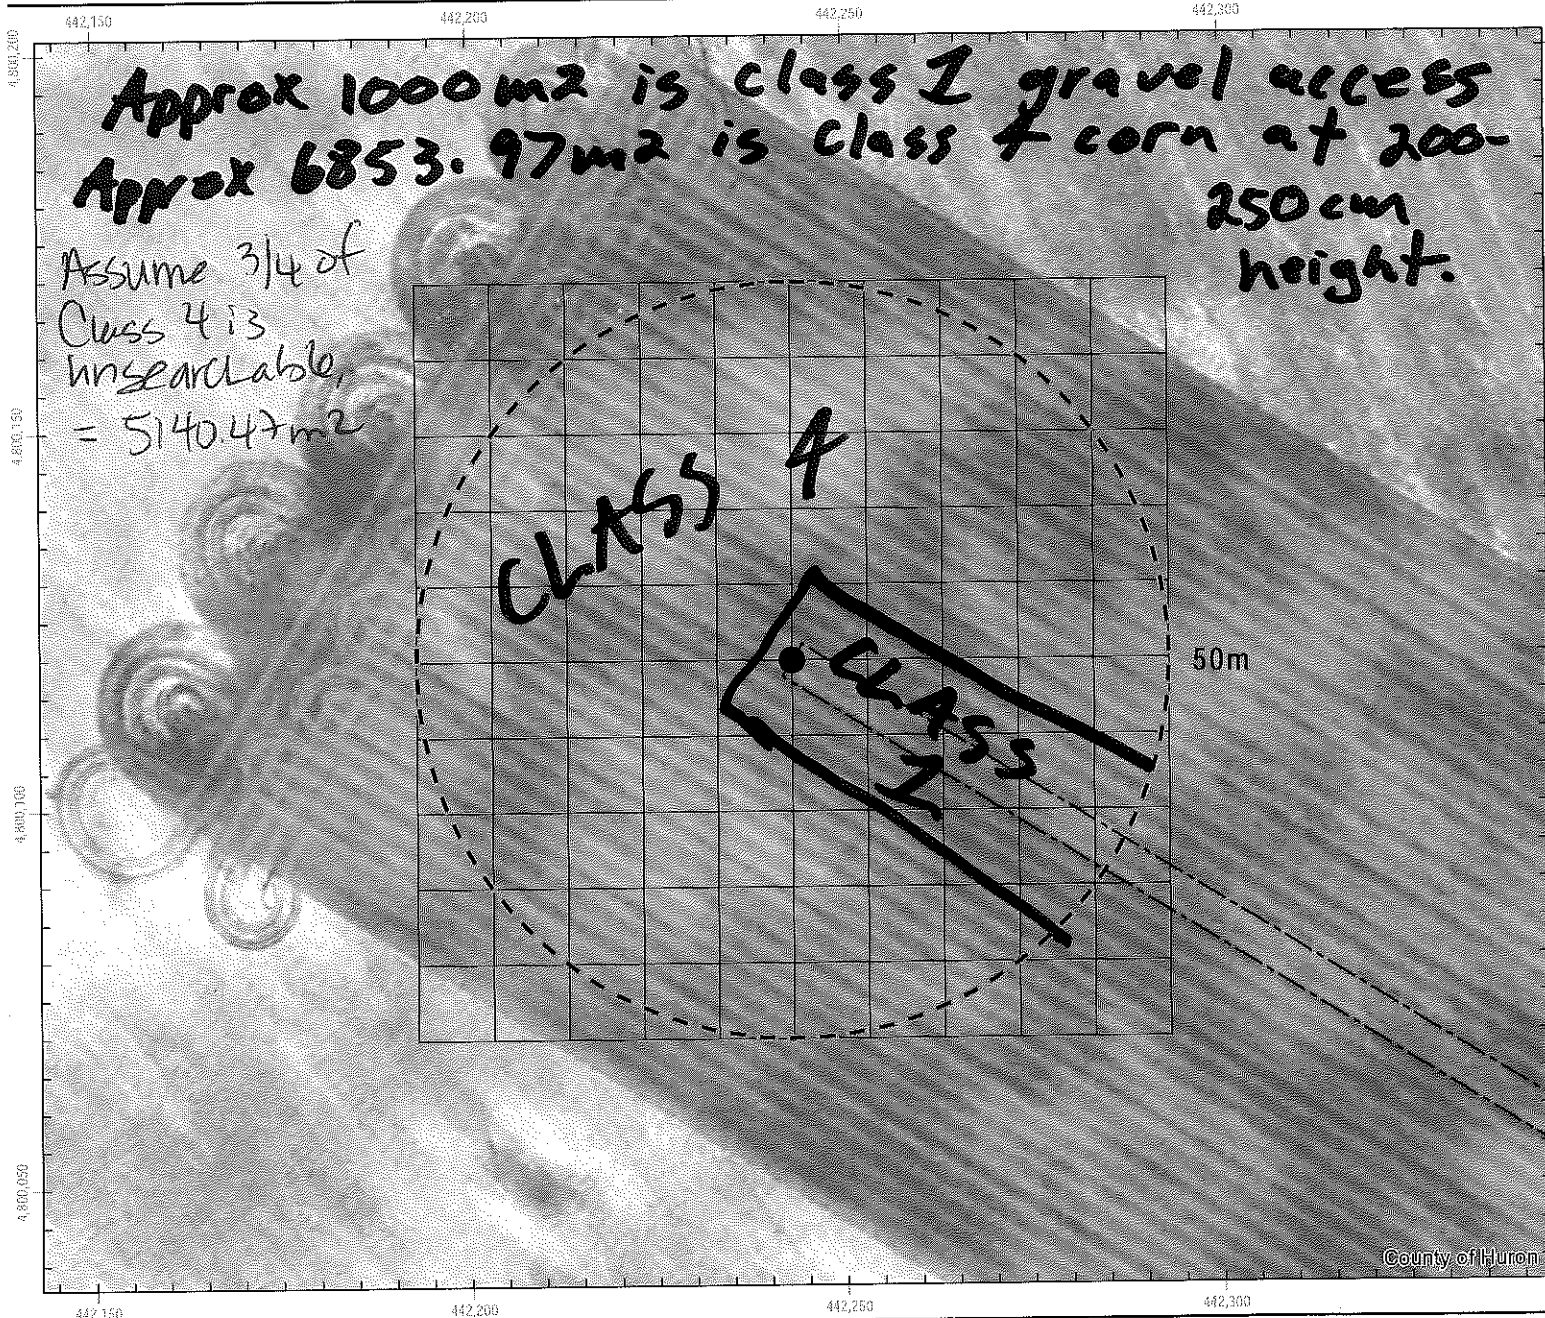 442,150 442,200 442,250 442,300
4,800,200
Approx 1000m2 is class 1 gravel access
Approx 6853.97m2 is class 4 corn at 200-
250cm
height.
Assume 3/4 of
Class 4 is
unsearchable,
= 5140.47m2
4,800,150
CLASS 4
50m
CLASS
1
4,800,100
4,800,050
County of Huron
442,150 442,200 442,250 442,300